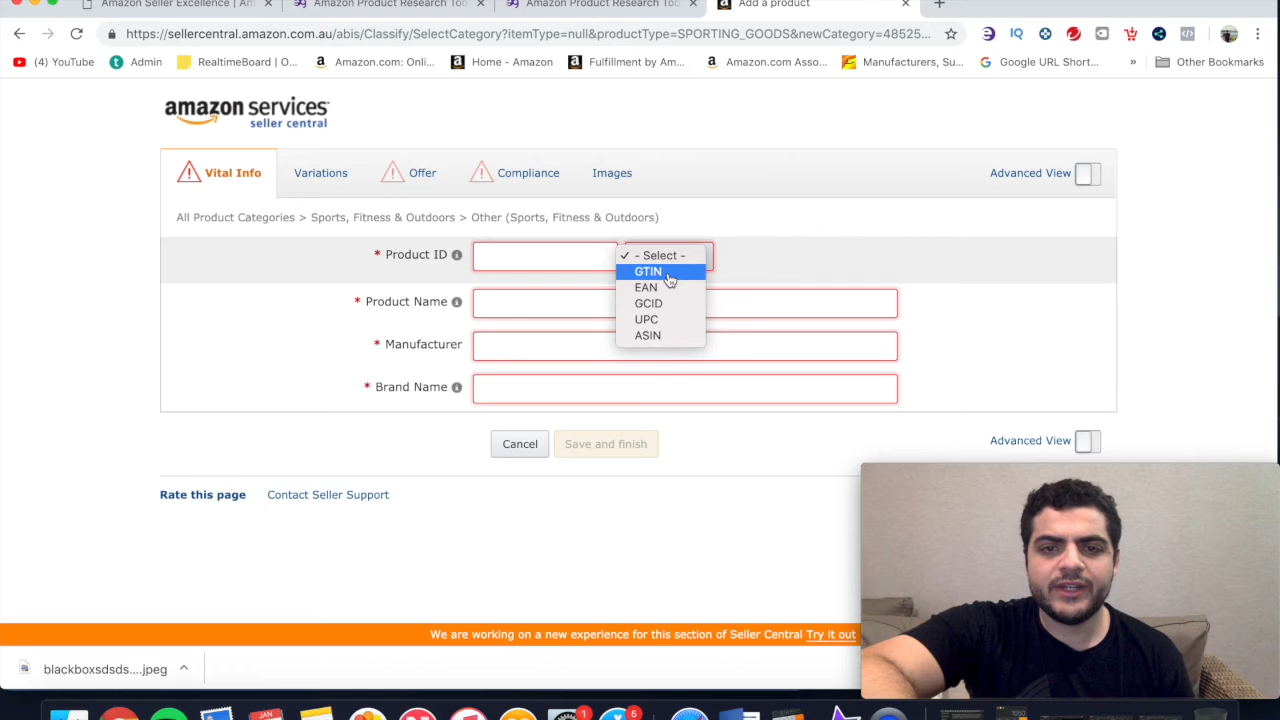 Amazon Seller Excellence | Am
Amazon Product Research Too
Amazon Product Research Too
Add a product
https://sellercentral.amazon.com.au/abis/Classify/SelectCategory?itemType=null&productType=SPORTING_GOODS&newCategory=48525...
(4) YouTube
Admin
RealtimeBoard | O...
Amazon.com: Onli...
Home - Amazon
Fulfillment by Am...
Amazon.com Asso...
Manufacturers, Su...
Google URL Short...
»
Other Bookmarks
amazon services
seller central
Vital Info
Variations
Offer
Compliance
Images
Advanced View
All Product Categories > Sports, Fitness & Outdoors > Other (Sports, Fitness & Outdoors)
* Product ID
✓ - Select -
GTIN
EAN
GCID
UPC
ASIN
* Product Name
* Manufacturer
* Brand Name
Cancel
Save and finish
Advanced View
Rate this page
Contact Seller Support
We are working on a new experience for this section of Seller Central Try it out
blackboxsdsds....jpeg
JAN
1
5